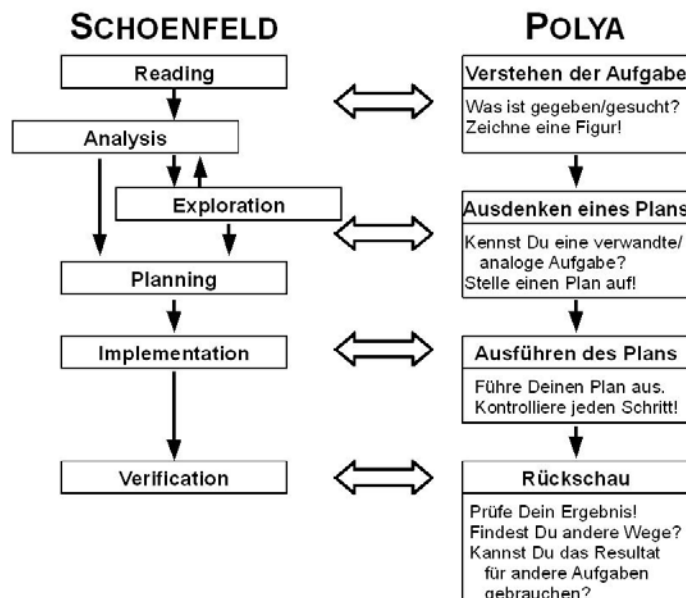 SCHOENFELD
Reading
Analysis
Exploration
Planning
Implementation
Verification
POLYA
Verstehen der Aufgabe
Was ist gegeben/gesucht?
Zeichne eine Figur!
Ausdenken eines Plans
Kennst Du eine verwandte/
analoge Aufgabe?
Stelle einen Plan auf!
Ausführen des Plans
Führe Deinen Plan aus.
Kontrolliere jeden Schritt!
Rückschau
Prüfe Dein Ergebnis!
Findest Du andere Wege?
Kannst Du das Resultat
für andere Aufgaben
gebrauchen?